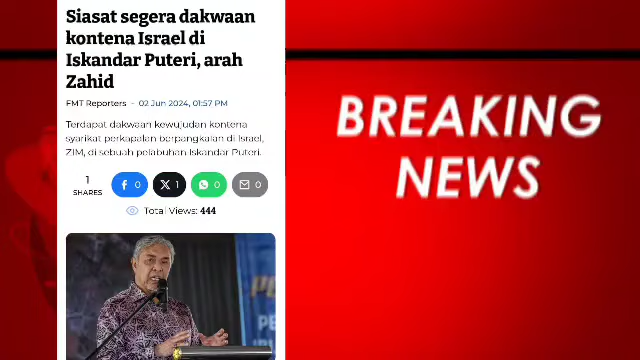 Siasat segera dakwaan
kontena Israel di
Iskandar Puteri, arah
Zahid
FMT Reporters - 02 Jun 2024, 01:57 PM
Terdapat dakwaan kewujudan kontena
syarikat perkapalan berpangkalan di Israel,
ZIM, di sebuah pelabuhan Iskandar Puteri.
1
SHARES
0
1
0
0
Total Views: 444
BREAKING
NEWS